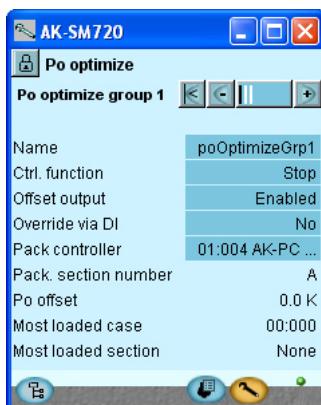 AK-SM720
Po optimize
Po optimize group 1
Name poOptimizeGrp1
Ctrl. function Stop
Offset output Enabled
Override via DI No
Pack controller 01:004 AK-PC ...
Pack. section number A
Po offset 0.0 K
Most loaded case 00:000
Most loaded section None